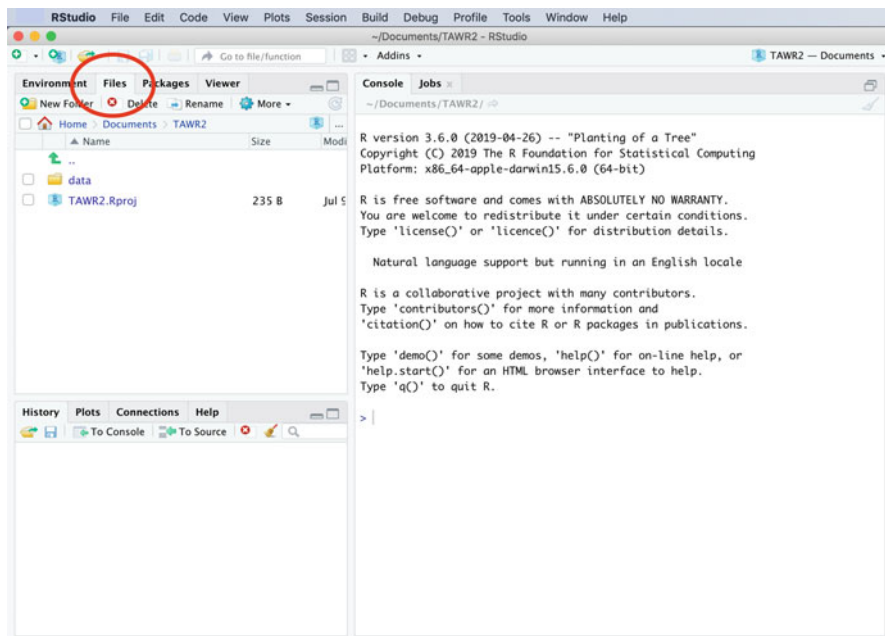 RStudio File Edit Code View Plots Session Build Debug Profile Tools Window Help
~/Documents/TAWR2 - RStudio
Go to file/function Addins TAWR2 — Documents
Environment Files Packages Viewer
New Folder Delete Rename More
Home Documents TAWR2 ...
Name Size Modi
..
data
TAWR2.Rproj 235 B Jul 9
History Plots Connections Help
To Console To Source
Console Jobs
~/Documents/TAWR2/
R version 3.6.0 (2019-04-26) -- "Planting of a Tree"
Copyright (C) 2019 The R Foundation for Statistical Computing
Platform: x86_64-apple-darwin15.6.0 (64-bit)
R is free software and comes with ABSOLUTELY NO WARRANTY.
You are welcome to redistribute it under certain conditions.
Type 'license()' or 'licence()' for distribution details.
Natural language support but running in an English locale
R is a collaborative project with many contributors.
Type 'contributors()' for more information and
'citation()' on how to cite R or R packages in publications.
Type 'demo()' for some demos, 'help()' for on-line help, or
'help.start()' for an HTML browser interface to help.
Type 'q()' to quit R.
>